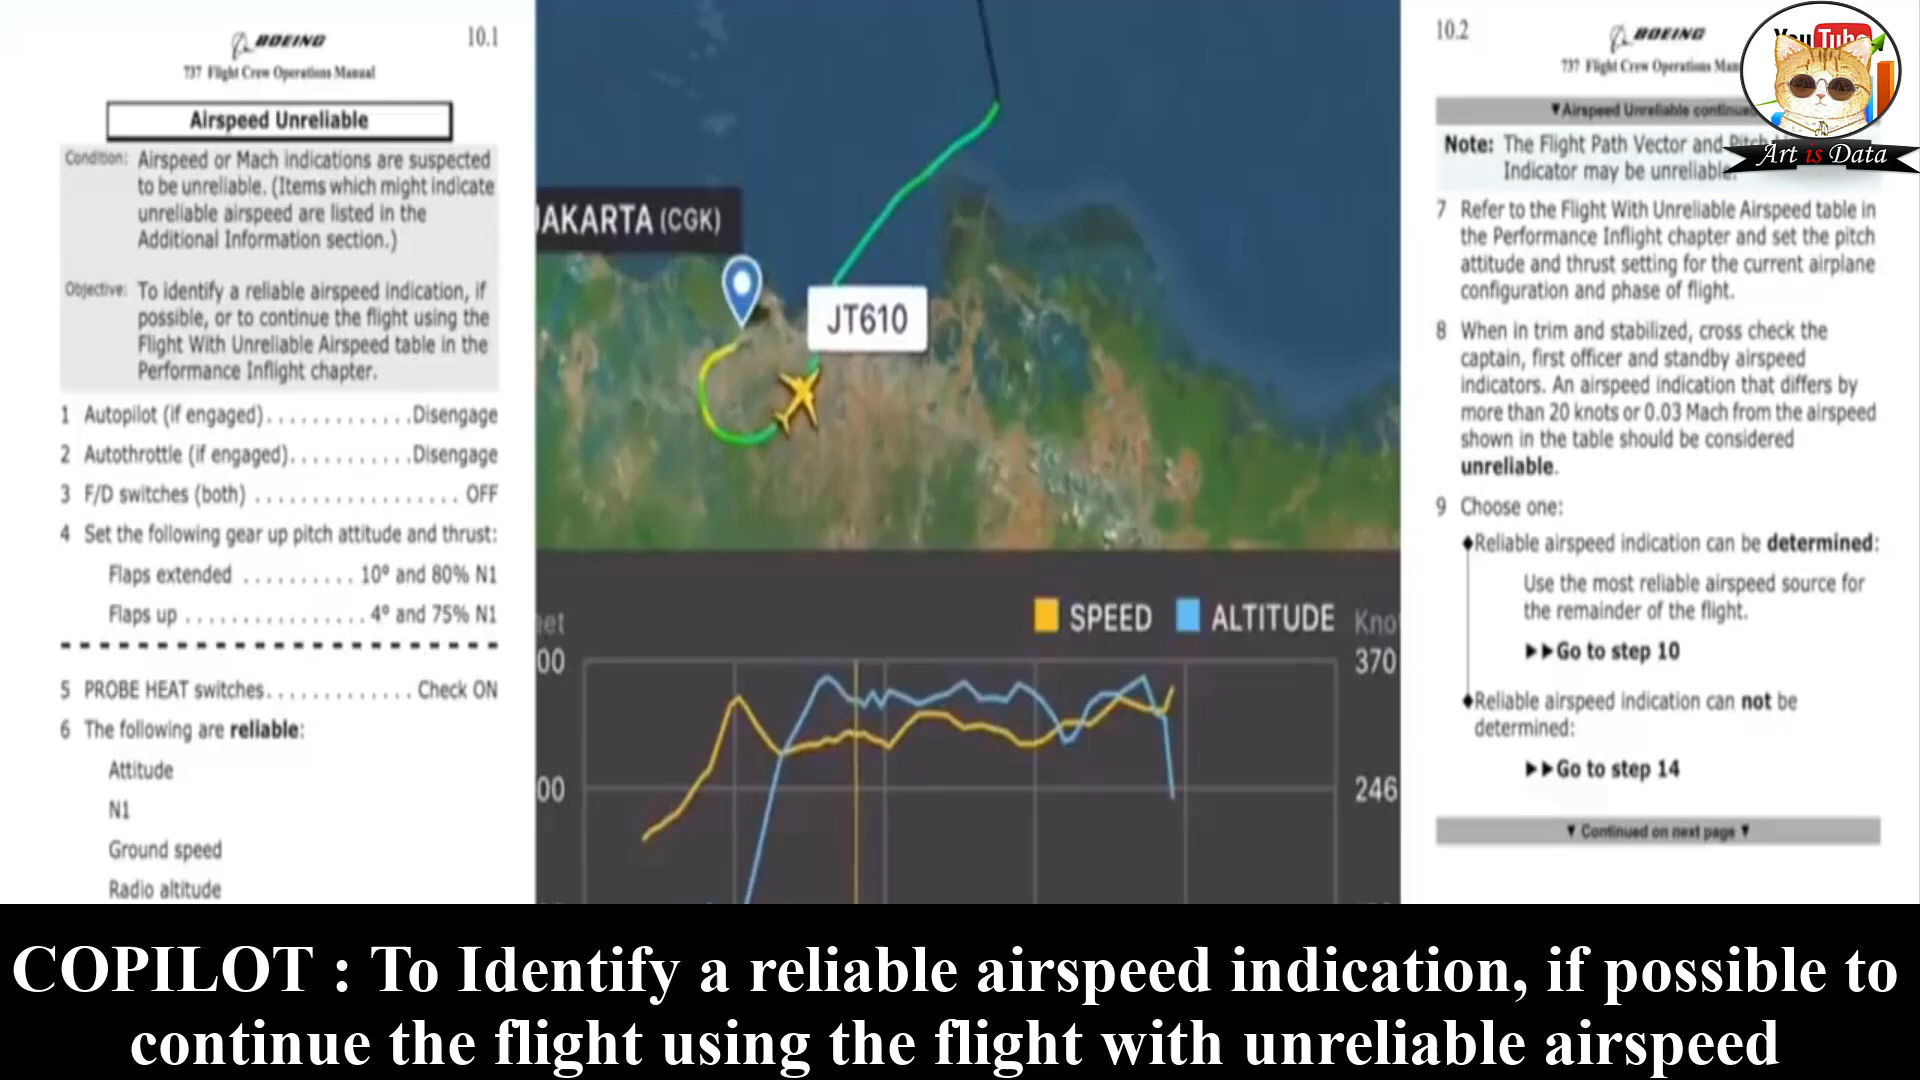 10.1
BOEING
737 Flight Crew Operations Manual
Airspeed Unreliable
Condition: Airspeed or Mach indications are suspected
to be unreliable. (Items which might indicate
unreliable airspeed are listed in the
Additional Information section.)
Objective: To identify a reliable airspeed indication, if
possible, or to continue the flight using the
Flight With Unreliable Airspeed table in the
Performance Inflight chapter.
1 Autopilot (if engaged). . . . . . . . . . . . .Disengage
2 Autothrottle (if engaged). . . . . . . . . . .Disengage
3 F/D switches (both) . . . . . . . . . . . . . . . . . . OFF
4 Set the following gear up pitch attitude and thrust:
Flaps extended . . . . . . . . . . 10° and 80% N1
Flaps up . . . . . . . . . . . . . . . . 4° and 75% N1
5 PROBE HEAT switches. . . . . . . . . . . . . Check ON
6 The following are reliable:
Attitude
N1
Ground speed
Radio altitude
JAKARTA (CGK)
JT610
SPEED ALTITUDE
00
370
00
246
10.2
BOEING
737 Flight Crew Operations
▼Airspeed Unreliable
Note: The Flight Path Vector and Pitch
Indicator may be unreliable.
7 Refer to the Flight With Unreliable Airspeed table in
the Performance Inflight chapter and set the pitch
attitude and thrust setting for the current airplane
configuration and phase of flight.
8 When in trim and stabilized, cross check the
captain, first officer and standby airspeed
indicators. An airspeed indication that differs by
more than 20 knots or 0.03 Mach from the airspeed
shown in the table should be considered
unreliable.
9 Choose one:
♦Reliable airspeed indication can be determined:
Use the most reliable airspeed source for
the remainder of the flight.
▶▶Go to step 10
♦Reliable airspeed indication can not be
determined:
▶▶Go to step 14
▼ Continued on next page ▼
YouTube
Art is Data
COPILOT : To Identify a reliable airspeed indication, if possible to
continue the flight using the flight with unreliable airspeed